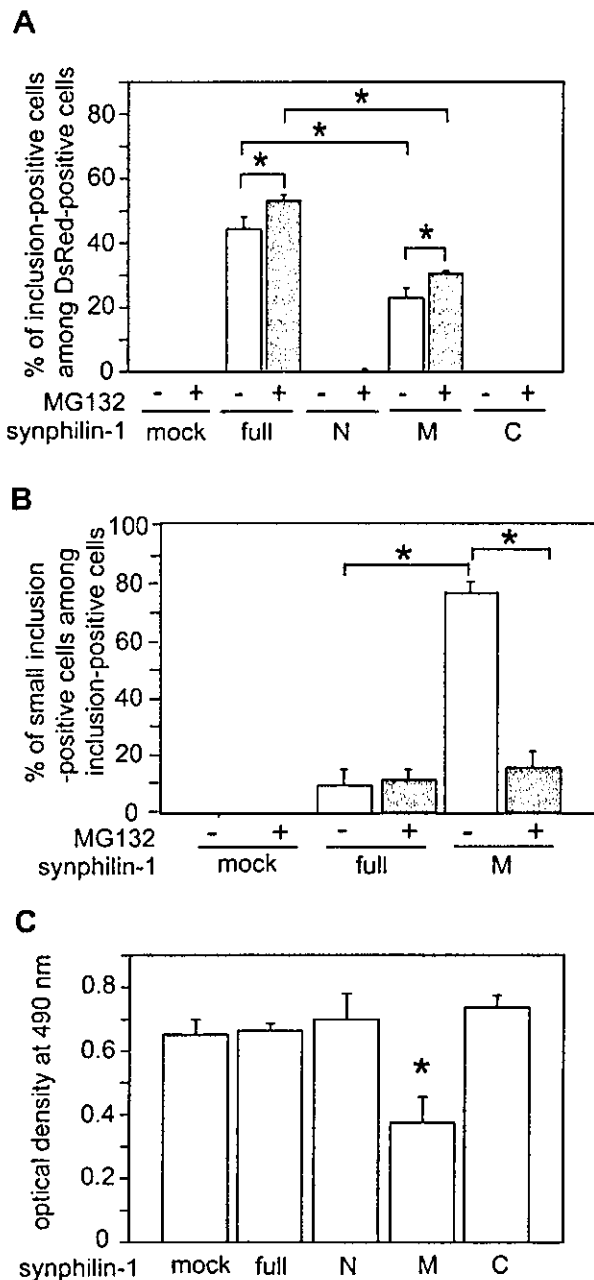 A
% of inclusion-positive cells
among DsRed-positive cells
80
60
40
20
0
*
*
*
*
MG132 - + - + - + - + - +
synphilin-1 mock full N M C
B
% of small inclusion
-positive cells among
inclusion-positive cells
100
80
60
40
20
0
*
*
MG132 - + - + - +
synphilin-1 mock full M
C
optical density at 490 nm
0.8
0.6
0.4
0.2
0
*
synphilin-1 mock full N M C